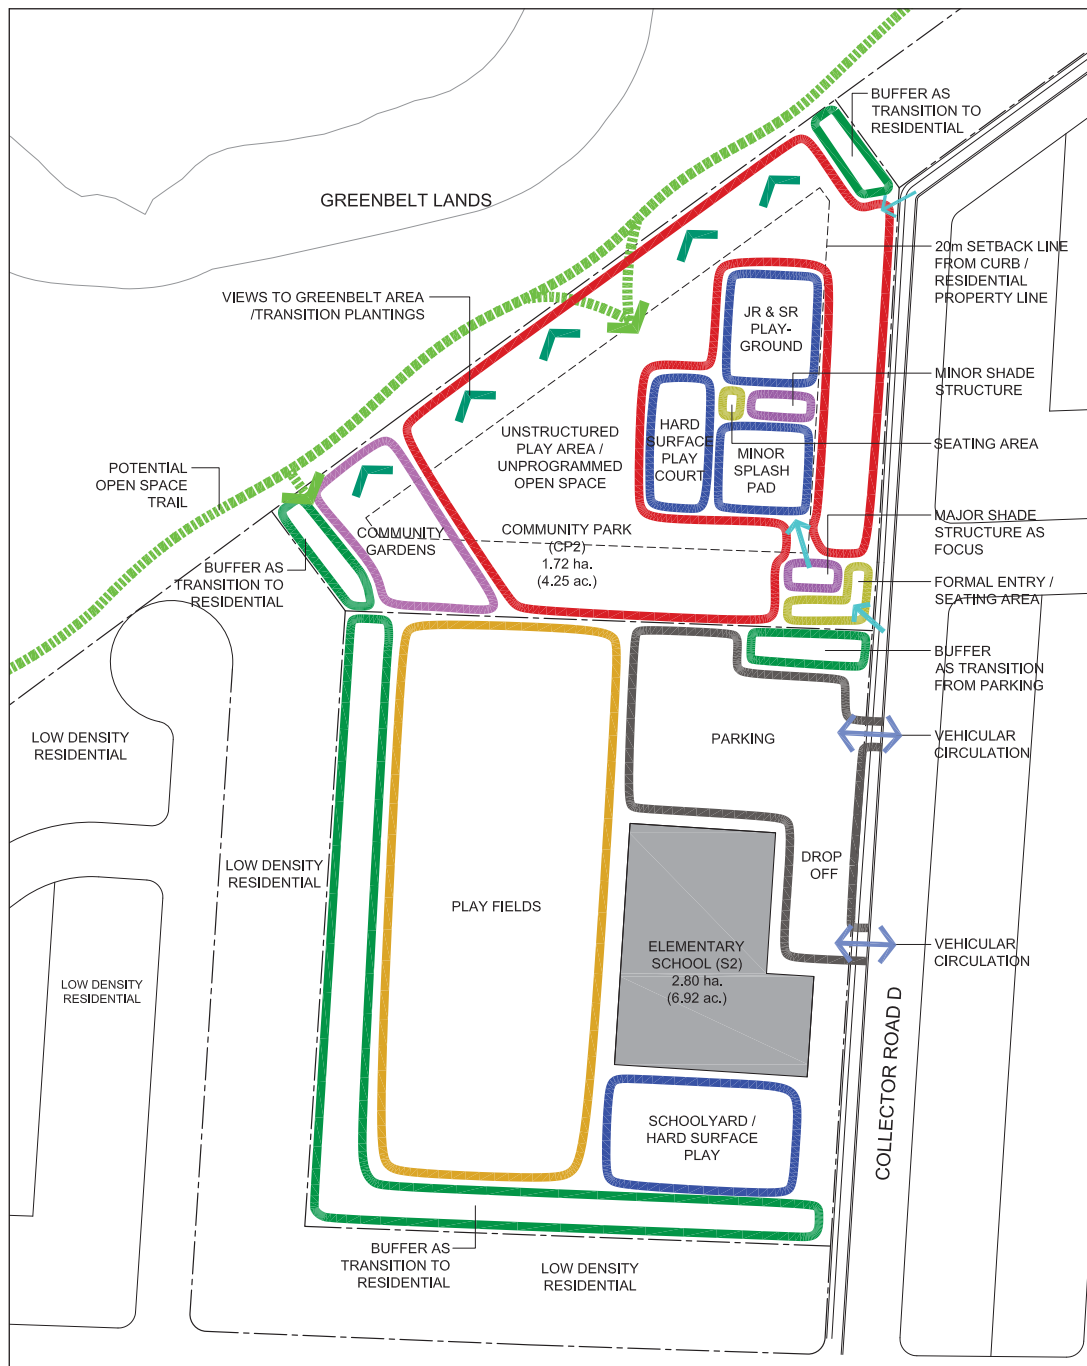 BUFFER AS
TRANSITION TO
RESIDENTIAL
GREENBELT LANDS
20m SETBACK LINE
FROM CURB /
RESIDENTIAL
PROPERTY LINE
VIEWS TO GREENBELT AREA
/TRANSITION PLANTINGS
JR & SR
PLAY-
GROUND
MINOR SHADE
STRUCTURE
SEATING AREA
HARD
SURFACE
PLAY
COURT
MINOR
SPLASH
PAD
UNSTRUCTURED
PLAY AREA /
UNPROGRAMMED
OPEN SPACE
POTENTIAL
OPEN SPACE
TRAIL
MAJOR SHADE
STRUCTURE AS
FOCUS
COMMUNITY
GARDENS
COMMUNITY PARK
(CP2)
1.72 ha.
(4.25 ac.)
BUFFER AS
TRANSITION TO
RESIDENTIAL
FORMAL ENTRY /
SEATING AREA
BUFFER
AS TRANSITION
FROM PARKING
LOW DENSITY
RESIDENTIAL
PARKING
VEHICULAR
CIRCULATION
LOW DENSITY
RESIDENTIAL
DROP
OFF
PLAY FIELDS
ELEMENTARY
SCHOOL (S2)
2.80 ha.
(6.92 ac.)
VEHICULAR
CIRCULATION
LOW DENSITY
RESIDENTIAL
COLLECTOR ROAD D
SCHOOLYARD /
HARD SURFACE
PLAY
BUFFER AS
TRANSITION TO
RESIDENTIAL
LOW DENSITY
RESIDENTIAL